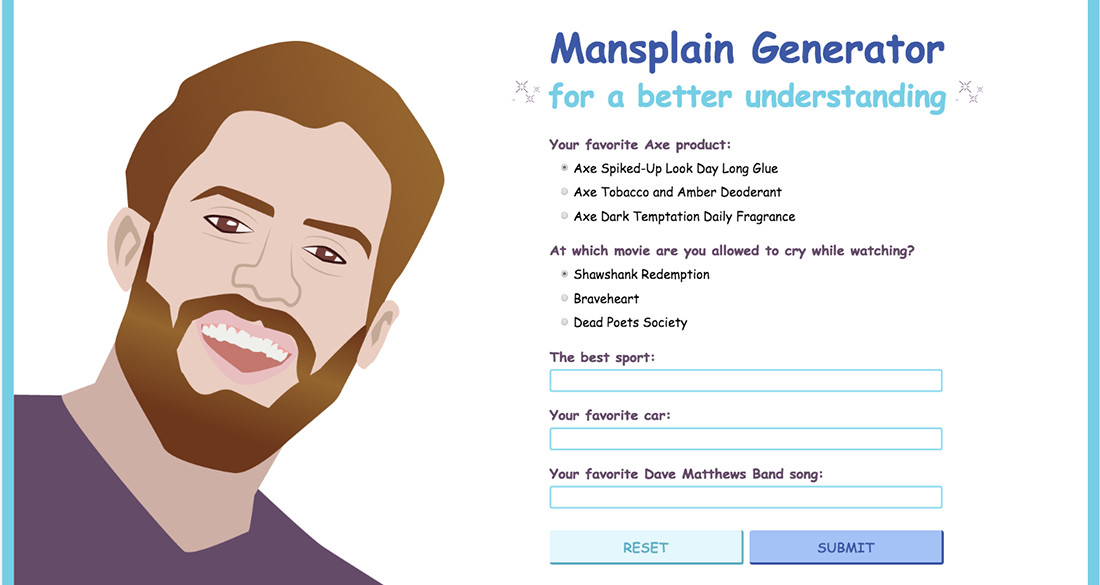 Mansplain Generator
for a better understanding
Your favorite Axe product:
Axe Spiked-Up Look Day Long Glue
Axe Tobacco and Amber Deoderant
Axe Dark Temptation Daily Fragrance
At which movie are you allowed to cry while watching?
Shawshank Redemption
Braveheart
Dead Poets Society
The best sport:
Your favorite car:
Your favorite Dave Matthews Band song:
RESET
SUBMIT